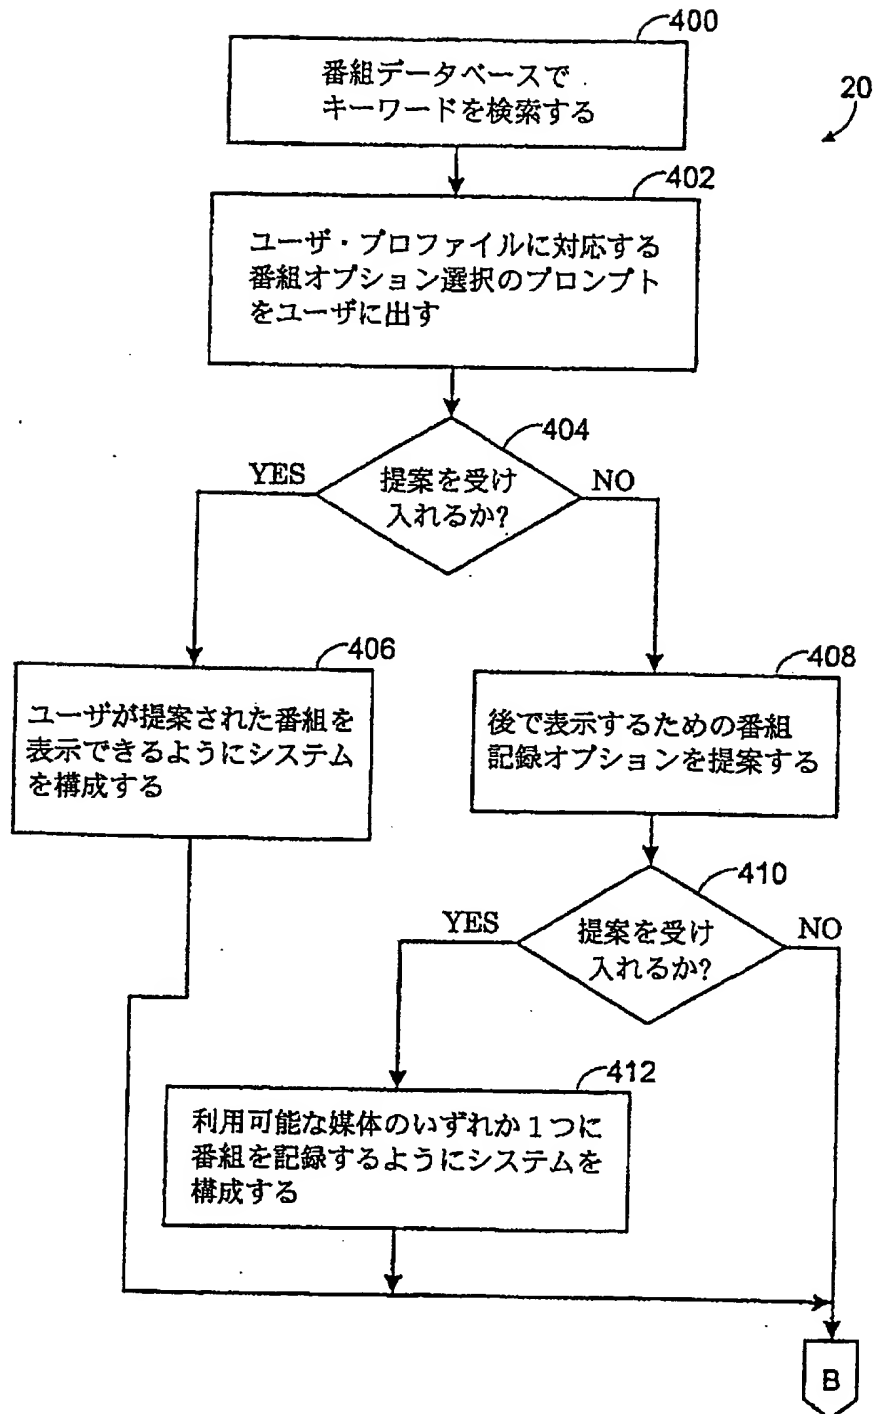 400
番組データベースで
キーワードを検索する
20
402
ユーザ・プロファイルに対応する
番組オプション選択のプロンプト
をユーザに出す
404
YES
提案を受け
入れるか?
NO
406
ユーザが提案された番組を
表示できるようにシステム
を構成する
408
後で表示するための番組
記録オプションを提案する
410
YES
提案を受け
入れるか?
NO
412
利用可能な媒体のいずれか1つに
番組を記録するようにシステムを
構成する
B